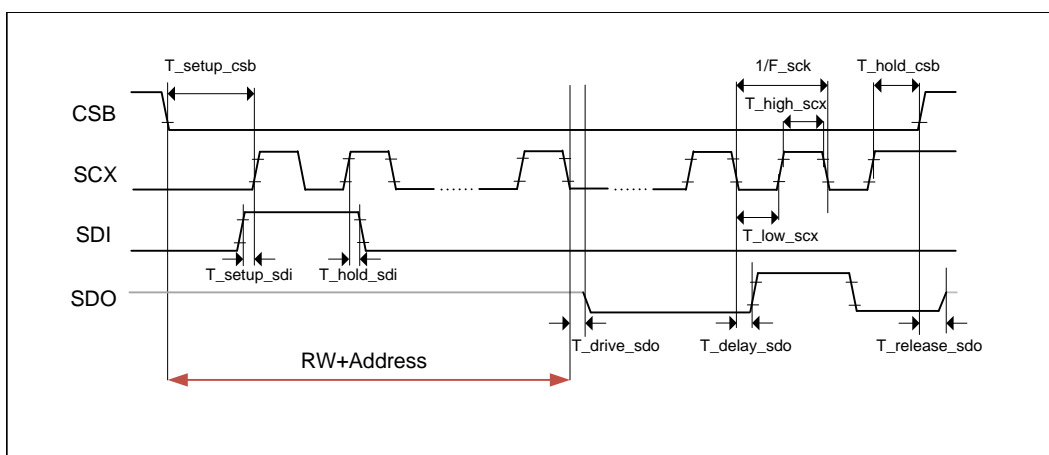 T_setup_csb
1/F_sck
T_hold_csb
T_high_scx
CSB
SCX
...... ......
T_low_scx
SDI
T_setup_sdi T_hold_sdi
SDO
T_drive_sdo T_delay_sdo T_release_sdo
RW+Address